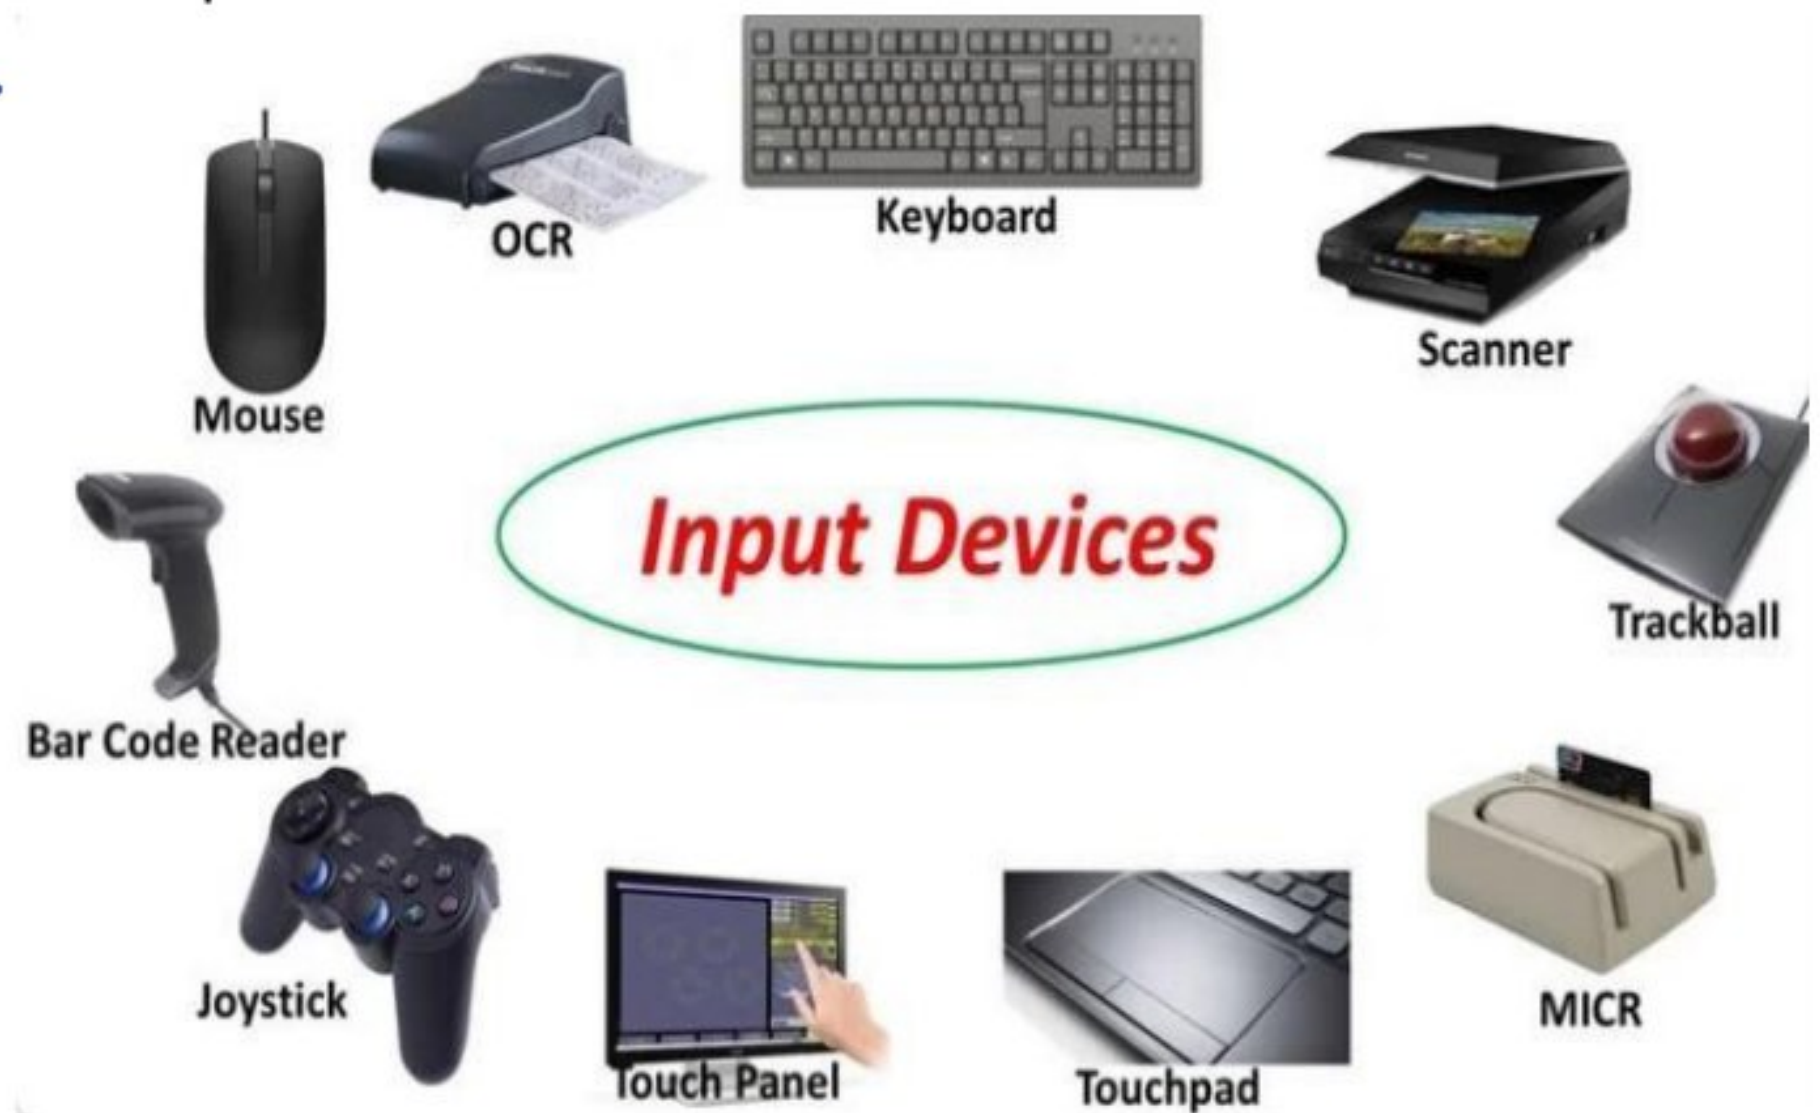 Keyboard
OCR
Scanner
Mouse
Input Devices
Trackball
Bar Code Reader
Joystick
MICR
Touch Panel
Touchpad